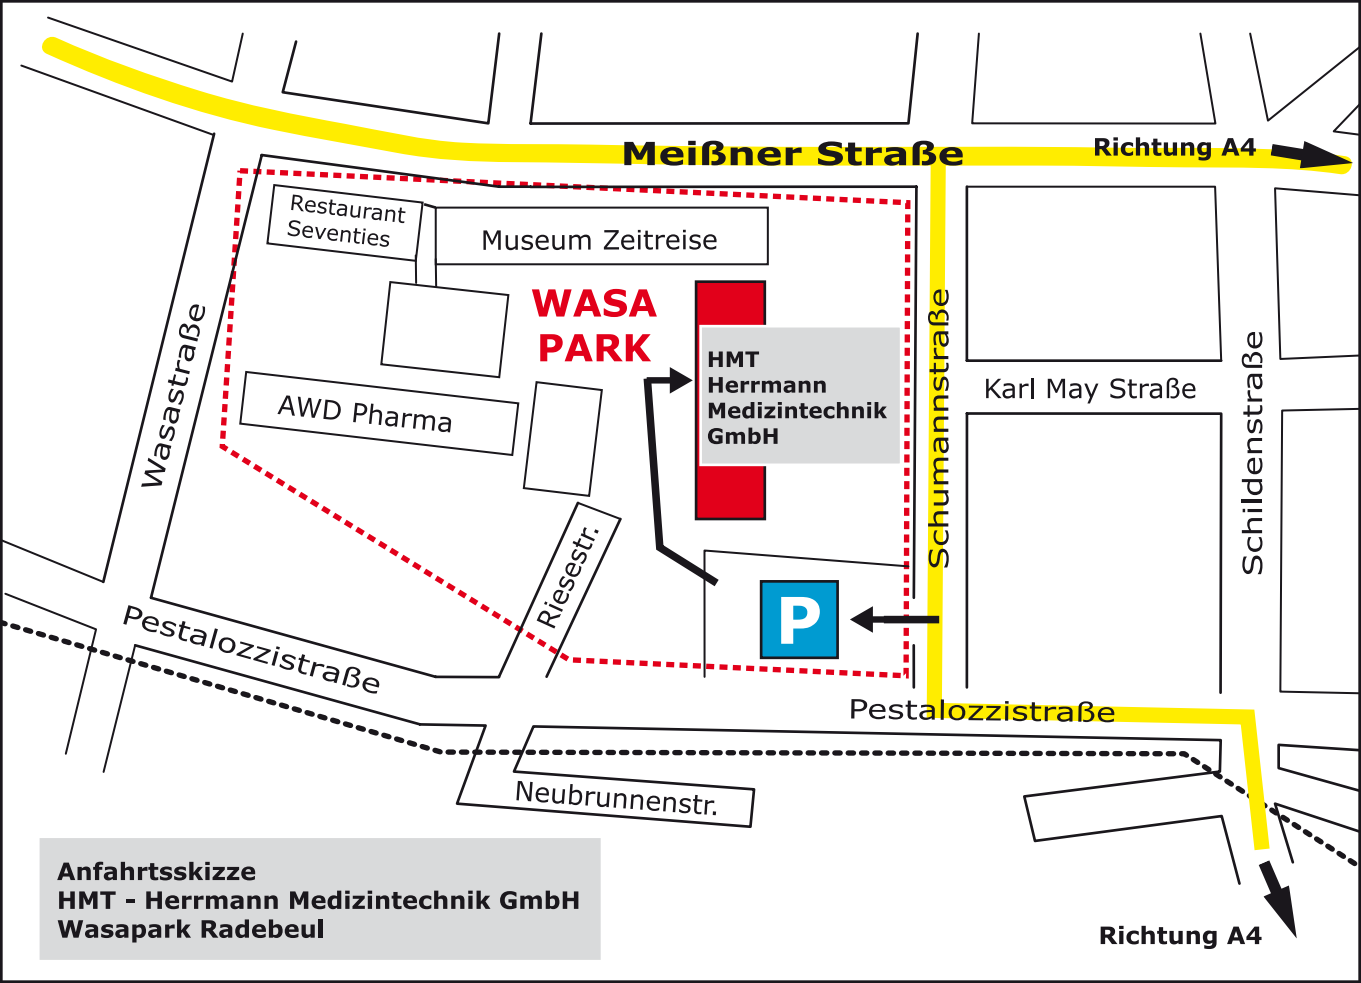 Meißner Straße
Richtung A4
Restaurant
Seventies
Museum Zeitreise
WASA
PARK
HMT
Herrmann
Medizintechnik
GmbH
Wasastraße
AWD Pharma
Schumannstraße
Karl May Straße
Schildenstraße
Riesestr.
P
Pestalozzistraße
Pestalozzistraße
Neubrunnenstr.
Anfahrtsskizze
HMT - Herrmann Medizintechnik GmbH
Wasapark Radebeul
Richtung A4